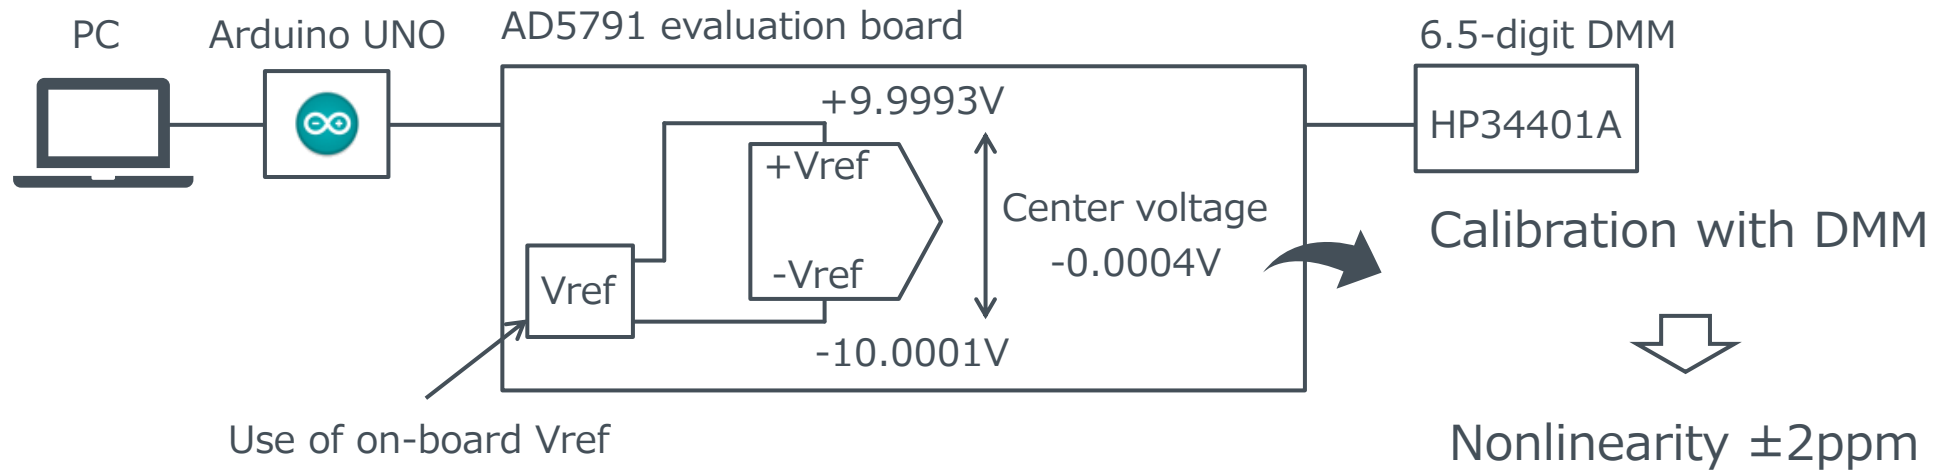 PC
Arduino UNO
AD5791 evaluation board
6.5-digit DMM
+9.9993V
HP34401A
+Vref
Center voltage
-0.0004V
Calibration with DMM
-Vref
Vref
-10.0001V
Use of on-board Vref
Nonlinearity ±2ppm